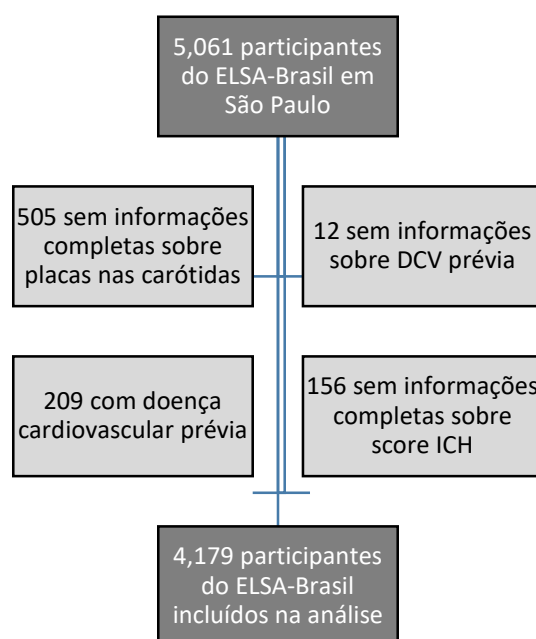 5,061 participantes
do ELSA-Brasil em
São Paulo
505 sem informações
completas sobre
placas nas carótidas
12 sem informações
sobre DCV prévia
209 com doença
cardiovascular prévia
156 sem informações
completas sobre
score ICH
4,179 participantes
do ELSA-Brasil
incluídos na análise